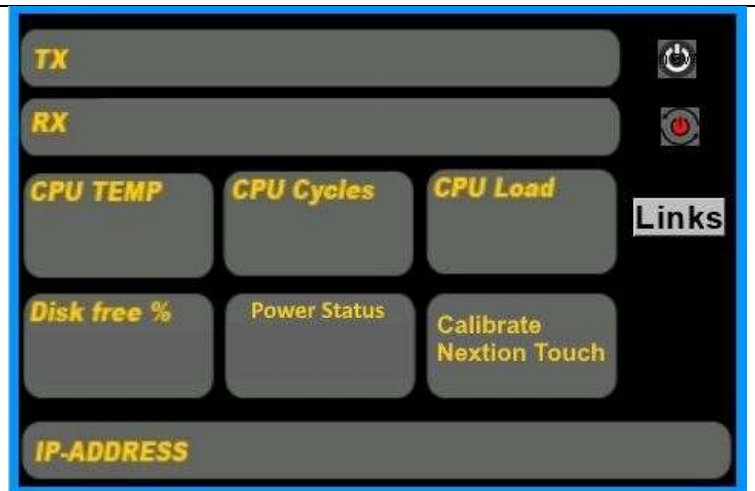 TX
RX
CPU TEMP
CPU Cycles
CPU Load
Links
Disk free %
Power Status
Calibrate
Nextion Touch
IP-ADDRESS